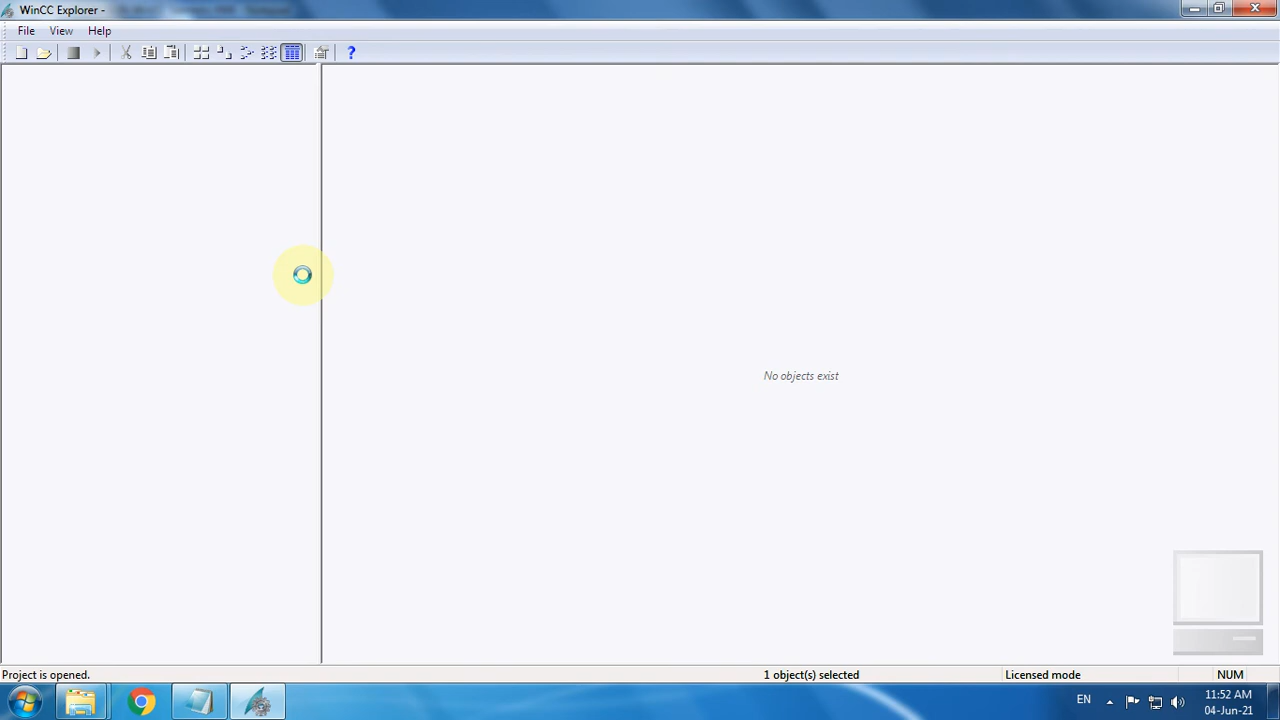 WinCC Explorer -
File View Help
?
No objects exist
Project is opened. 1 object(s) selected Licensed mode NUM
EN 11:52 AM
04-Jun-21